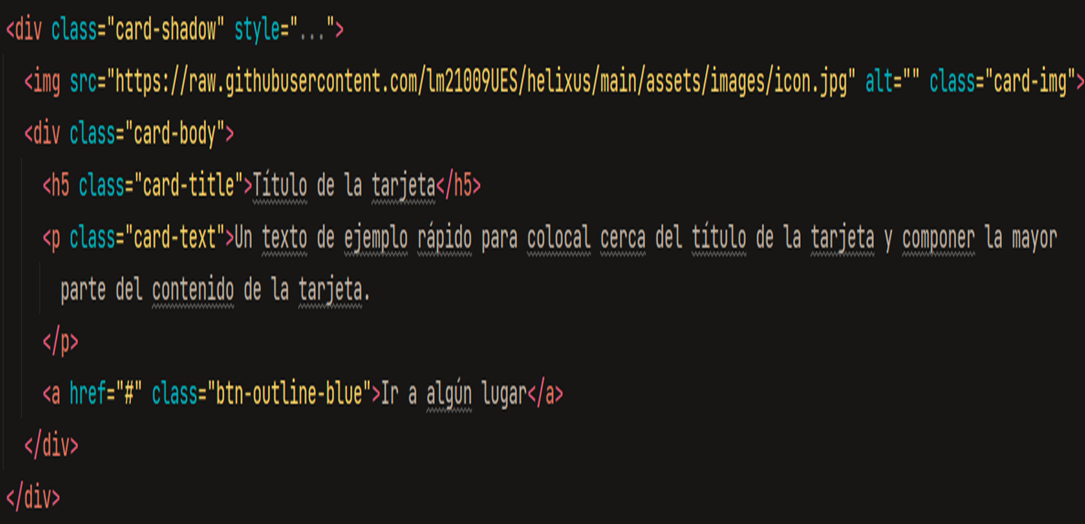 <div class="card-shadow" style="...">
<img src="https://raw.githubusercontent.com/lm21009UES/helixus/main/assets/images/icon.jpg" alt="" class="card-img">
<div class="card-body">
<h5 class="card-title">Título de la tarjeta</h5>
<p class="card-text">Un texto de ejemplo rápido para colocal cerca del título de la tarjeta y componer la mayor
parte del contenido de la tarjeta.
</p>
<a href="#" class="btn-outline-blue">Ir a algún lugar</a>
</div>
</div>